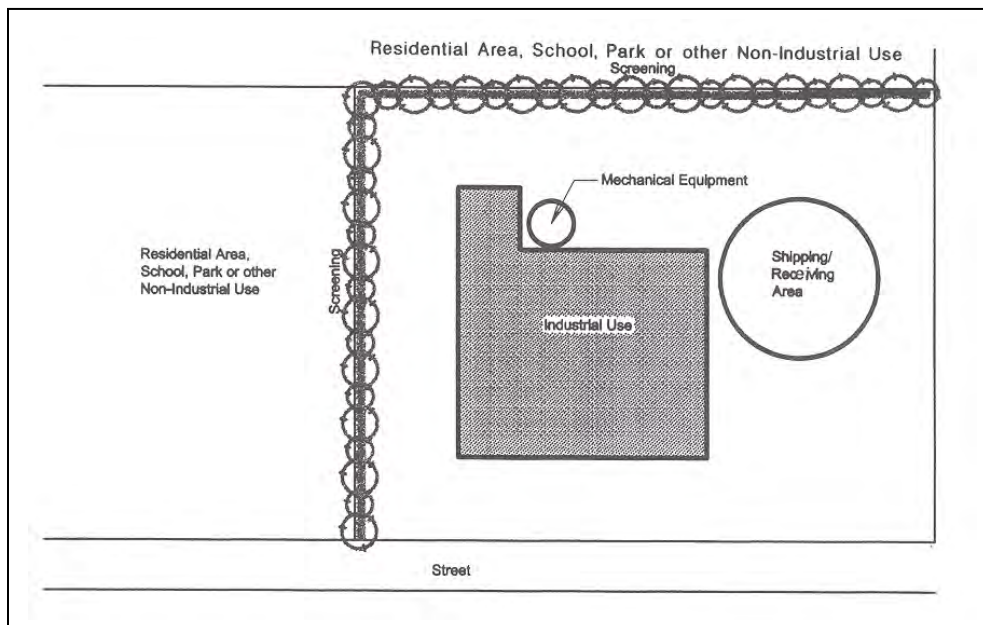 Residential Area, School, Park or other Non-Industrial Use
Screening
Mechanical Equipment
Residential Area,
School, Park or other
Non-Industrial Use
Screening
Shipping/
Receiving
Area
Industrial Use
Street